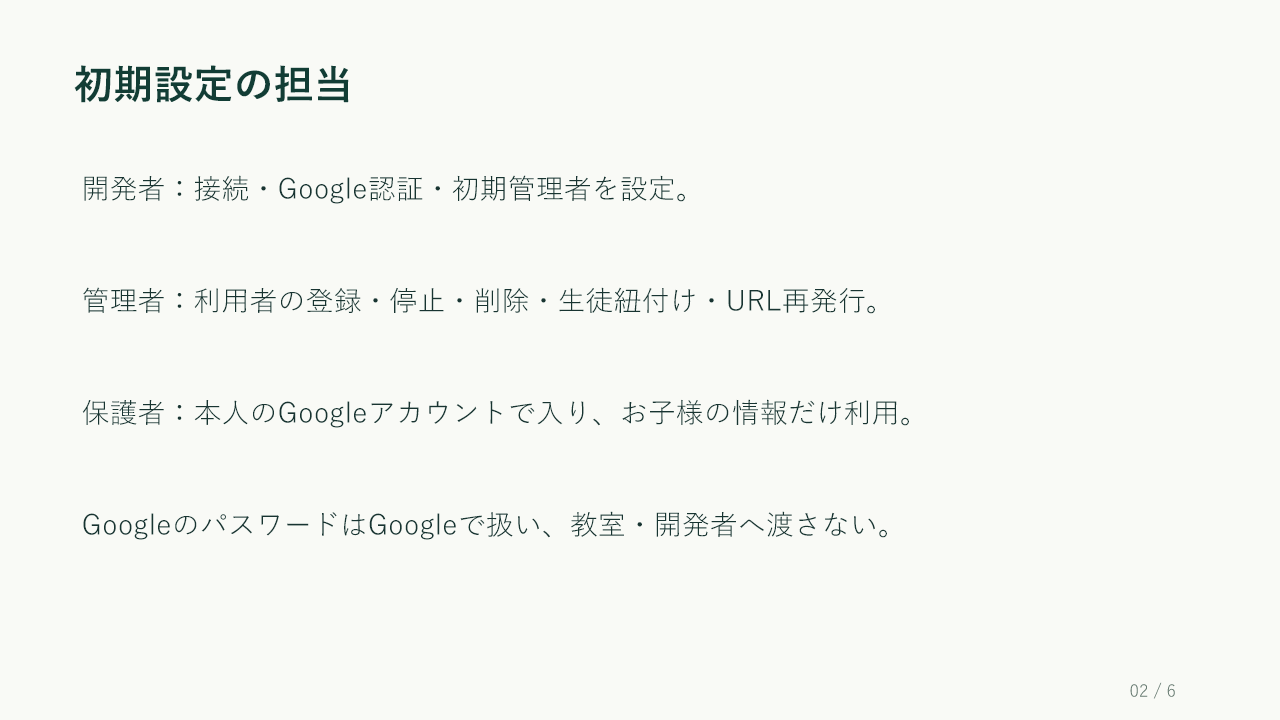 初期設定の担当
開発者：接続・Google認証・初期管理者を設定。
管理者：利用者の登録・停止・削除・生徒紐付け・URL再発行。
保護者：本人のGoogleアカウントで入り、お子様の情報だけ利用。
GoogleのパスワードはGoogleで扱い、教室・開発者へ渡さない。
02 / 6